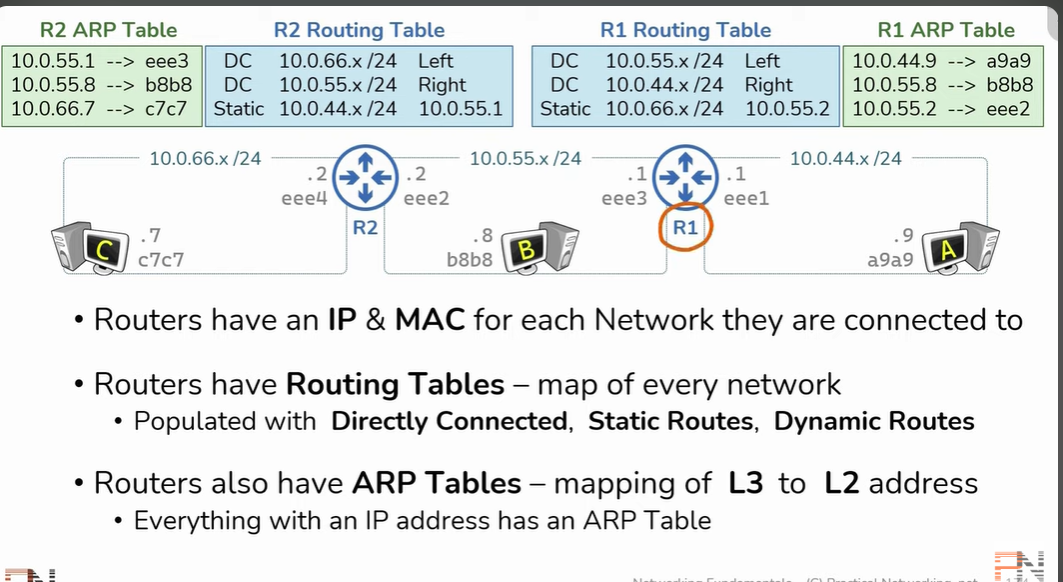 R2 ARP Table
10.0.55.1 --> eee3
10.0.55.8 --> b8b8
10.0.66.7 --> c7c7
R2 Routing Table
DC 10.0.66.x /24 Left
DC 10.0.55.x /24 Right
Static 10.0.44.x /24 10.0.55.1
R1 Routing Table
DC 10.0.55.x /24 Left
DC 10.0.44.x /24 Right
Static 10.0.66.x /24 10.0.55.2
R1 ARP Table
10.0.44.9 --> a9a9
10.0.55.8 --> b8b8
10.0.55.2 --> eee2
10.0.66.x /24
10.0.55.x /24
10.0.44.x /24
.2
eee4
.2
eee2
R2
.1
eee3
.1
eee1
R1
C
.7
c7c7
.8
b8b8
B
.9
a9a9
A
• Routers have an IP & MAC for each Network they are connected to
• Routers have Routing Tables – map of every network
• Populated with Directly Connected, Static Routes, Dynamic Routes
• Routers also have ARP Tables – mapping of L3 to L2 address
• Everything with an IP address has an ARP Table